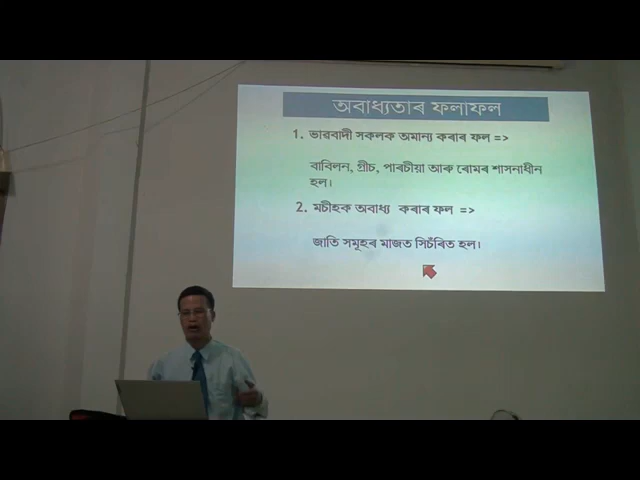 অবাধ্যতাৰ ফলাফল
1. ভাৱবাদী সকলক অমান্য কৰাৰ ফল =>
বাবিলন, গ্ৰীচ, পাৰচীয়া আৰু ৰোমৰ শাসনাধীন
হল।
2. মচীহক অবাধ্য কৰাৰ ফল =>
জাতি সমূহৰ মাজত সিচঁৰিত হল।